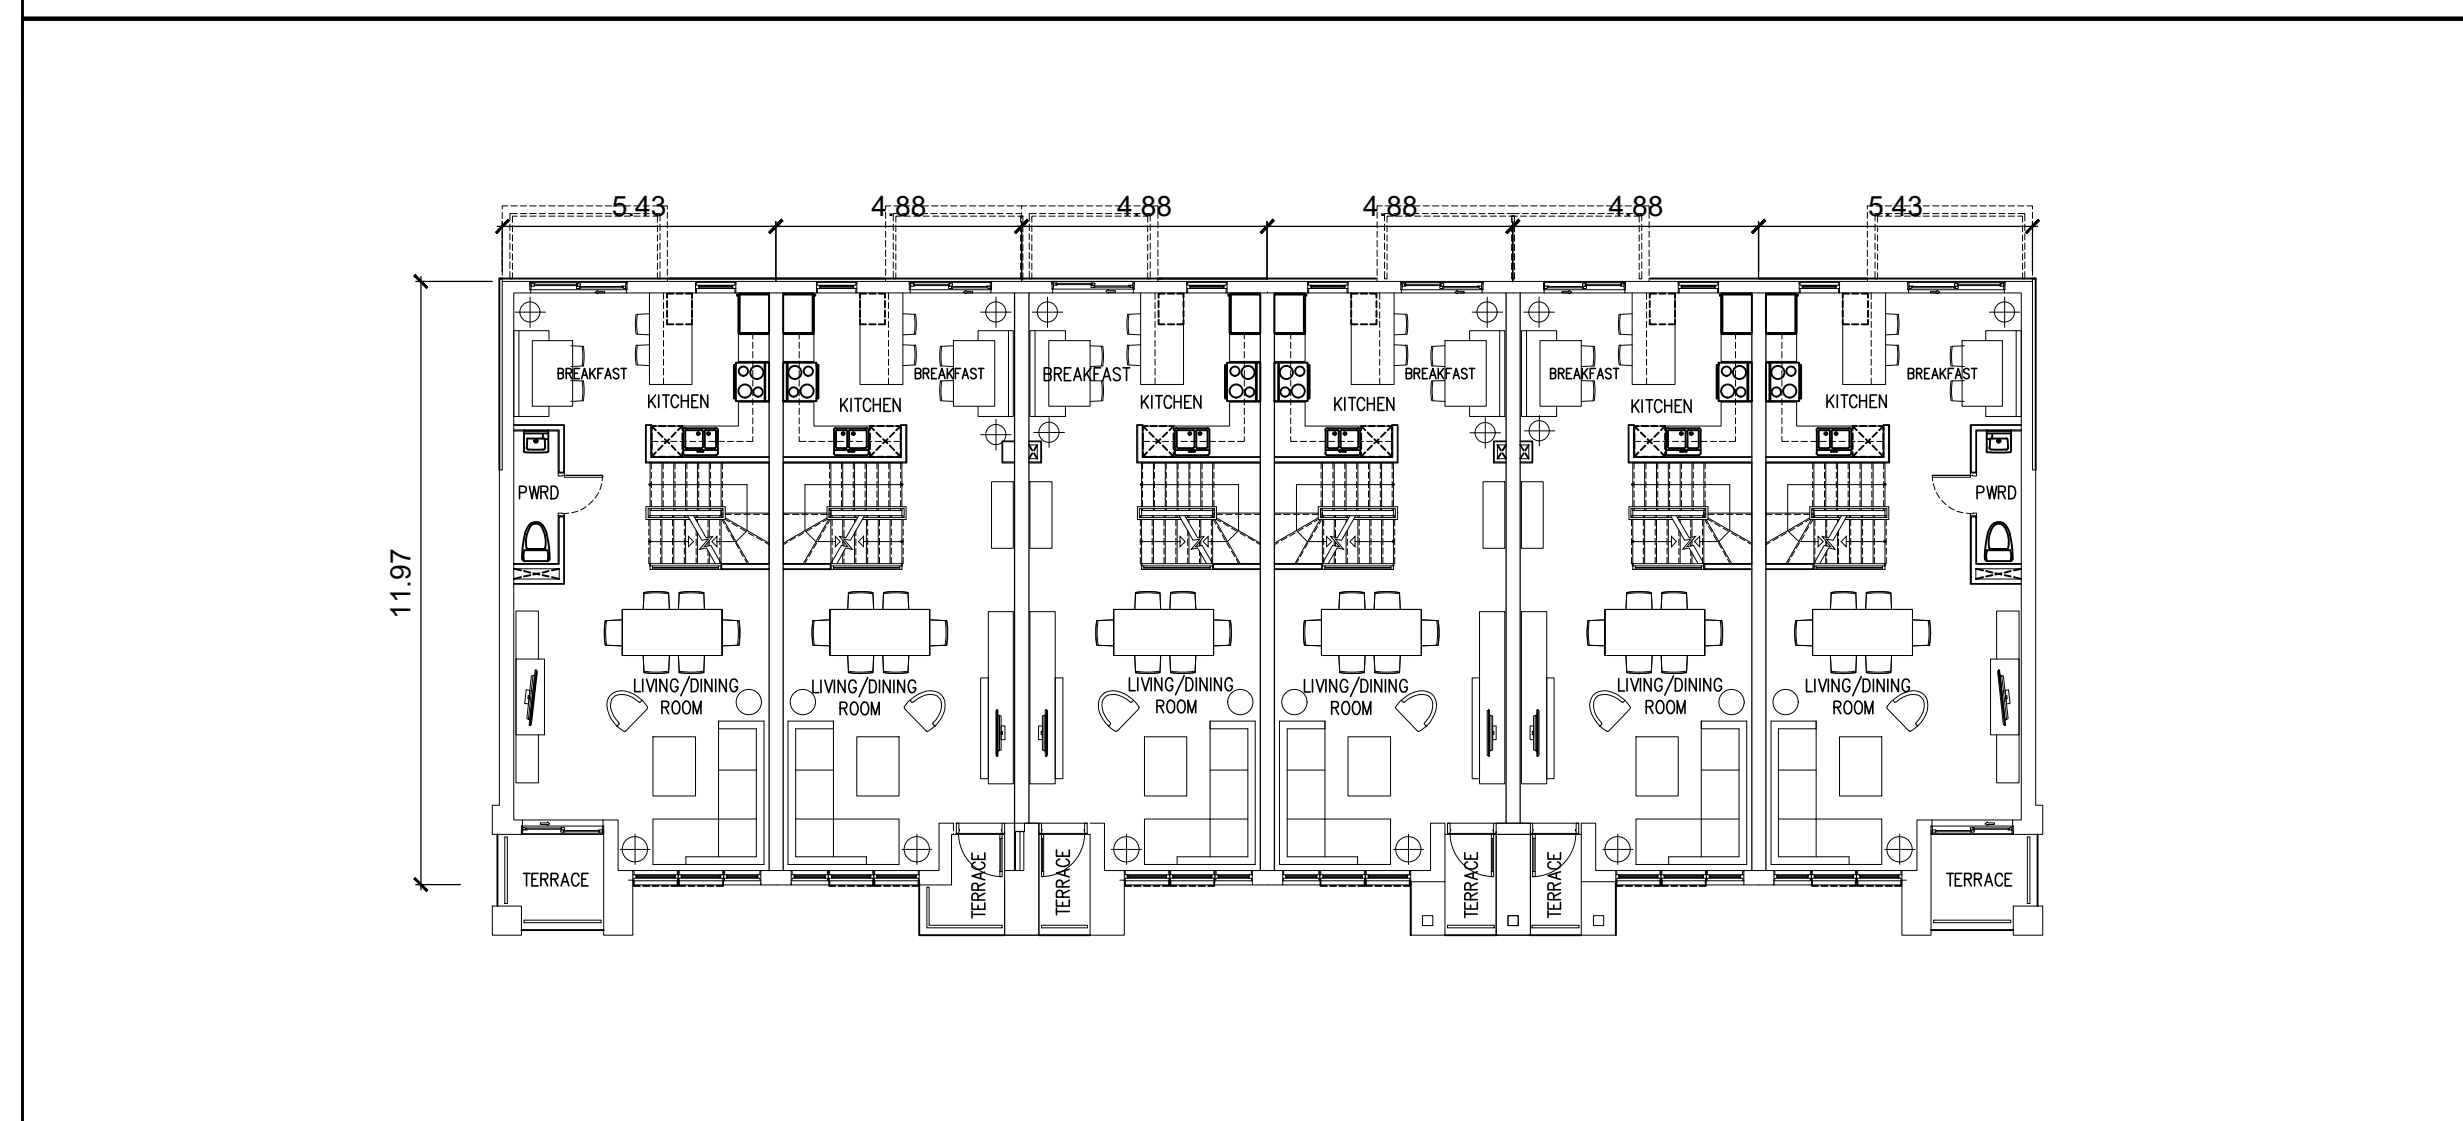 5.43
4.88
4.88
4.88
4.88
5.43
11.97
BREAKFAST
BREAKFAST
BREAKFAST
BREAKFAST
BREAKFAST
BREAKFAST
KITCHEN
KITCHEN
KITCHEN
KITCHEN
KITCHEN
KITCHEN
PWRD
PWRD
LIVING/DINING
ROOM
LIVING/DINING
ROOM
LIVING/DINING
ROOM
LIVING/DINING
ROOM
LIVING/DINING
ROOM
LIVING/DINING
ROOM
TERRACE
TERRACE
TERRACE
TERRACE
TERRACE
TERRACE